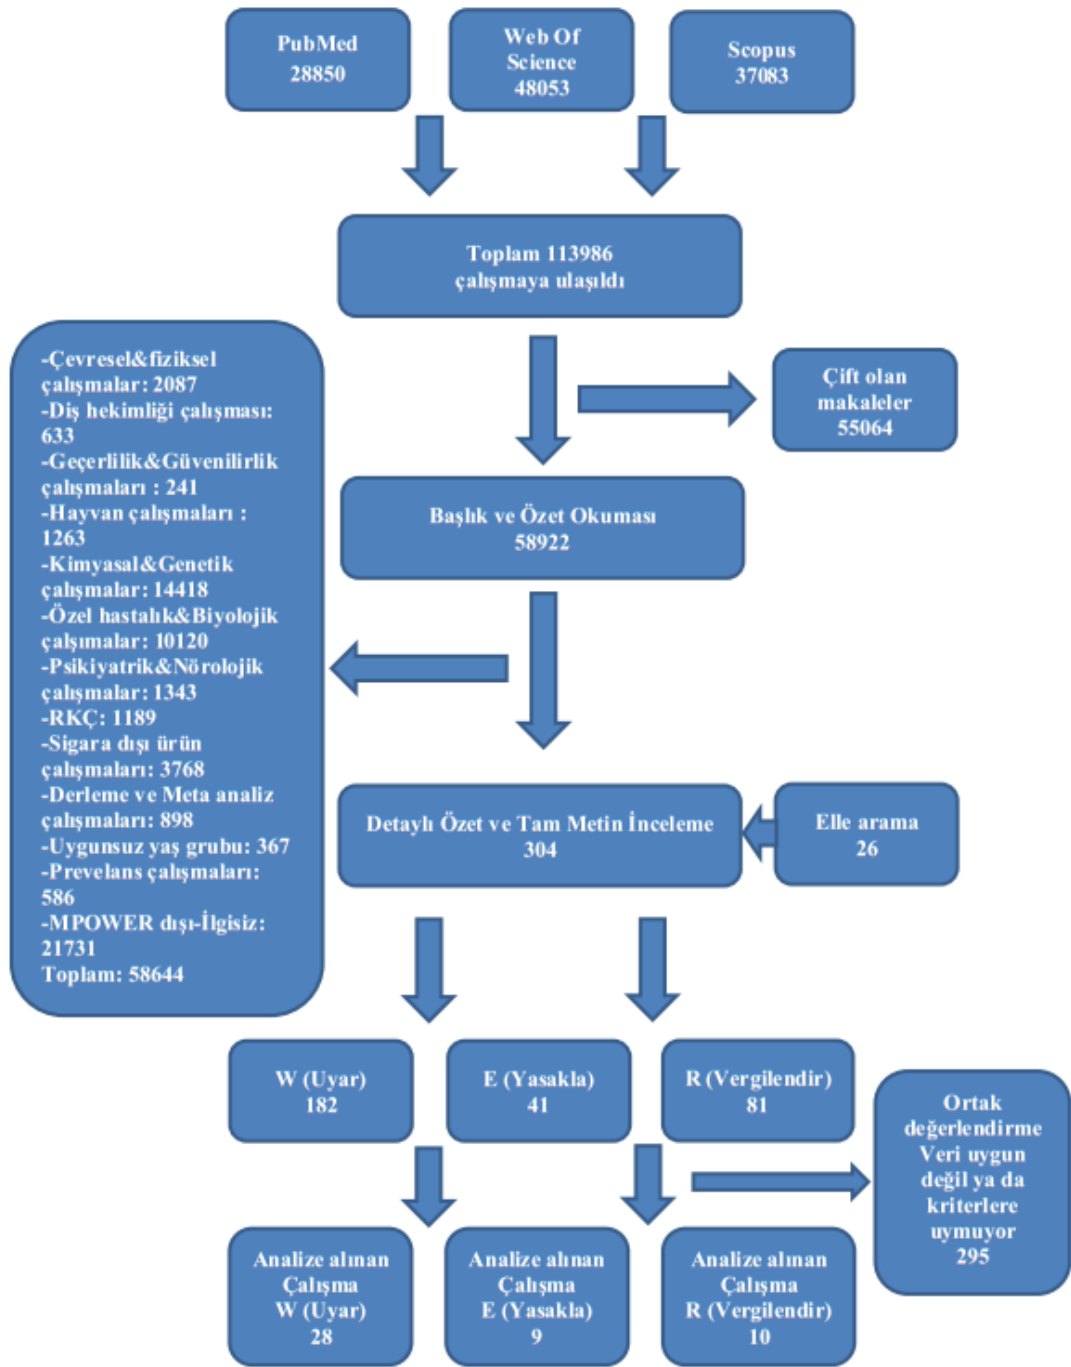 PubMed
28850
Web Of
Science
48053
Scopus
37083
Toplam 113986
çalışmaya ulaşıldı
Çift olan
makaleler
55064
Başlık ve Özet Okuması
58922
-Çevresel&fiziksel
çalışmalar: 2087
-Diş hekimliği çalışması:
633
-Geçerlilik&Güvenilirlik
çalışmaları : 241
-Hayvan çalışmaları :
1263
-Kimyasal&Genetik
çalışmalar: 14418
-Özel hastalık&Biyolojik
çalşımalar: 10120
-Psikiyatrik&Nörolojik
çalışmalar: 1343
-RKÇ: 1189
-Sigara dışı ürün
çalışmaları: 3768
-Derleme ve Meta analiz
çalışmaları: 898
-Uygunsuz yaş grubu: 367
-Prevelans çalışmaları:
586
-MPOWER dışı-İlgisiz:
21731
Toplam: 58644
Detaylı Özet ve Tam Metin İnceleme
304
Elle arama
26
W (Uyar)
182
E (Yasakla)
41
R (Vergilendir)
81
Ortak
değerlendirme
Veri uygun
değil ya da
kriterlere
uymuyor
295
Analize alınan
Çalışma
W (Uyar)
28
Analize alınan
Çalışma
E (Yasakla)
9
Analize alınan
Çalışma
R (Vergilendir)
10